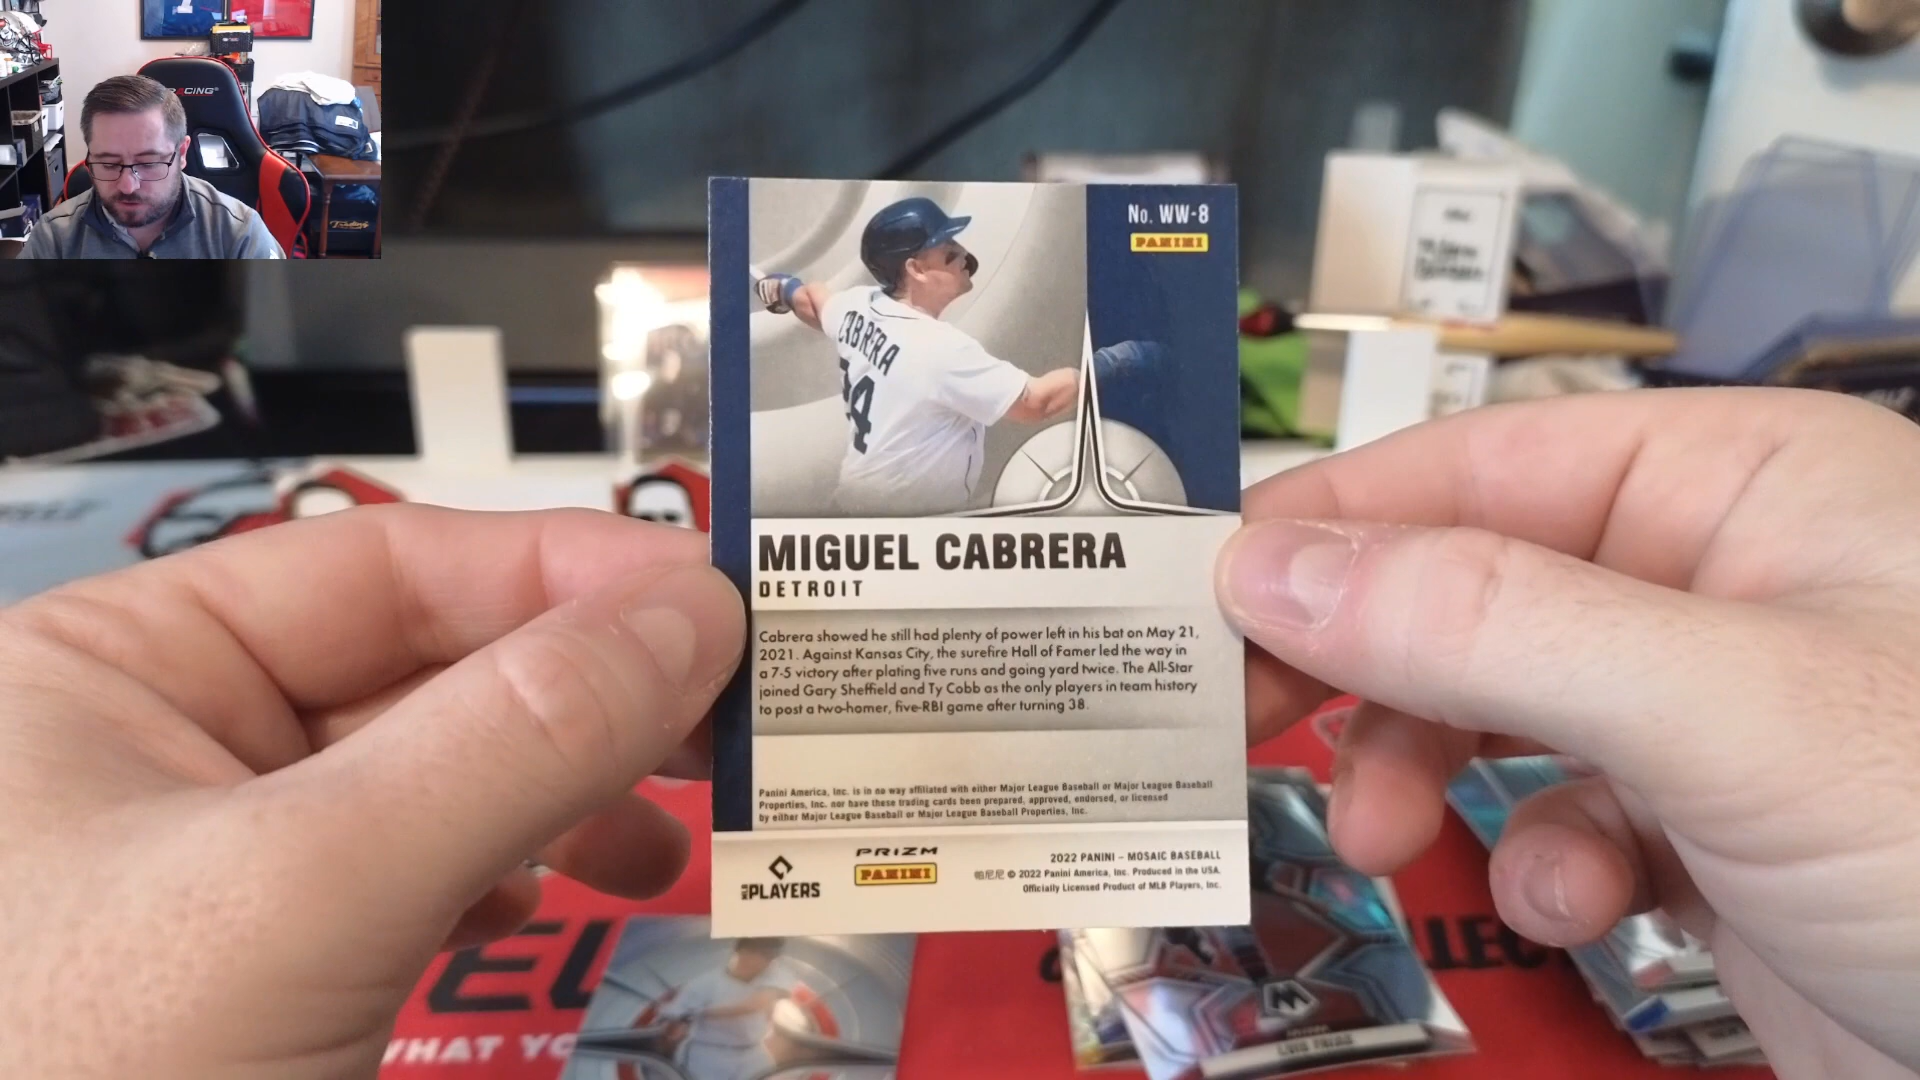 No. WW-8
PANINI
CABRERA
24
MIGUEL CABRERA
DETROIT
Cabrera showed he still had plenty of power left in his bat on May 21,
2021. Against Kansas City, the surefire Hall of Famer led the way in
a 7-5 victory after plating five runs and going yard twice. The All-Star
joined Gary Sheffield and Ty Cobb as the only players in team history
to post a two-homer, five-RBI game after turning 38.
Panini America, Inc. is in no way affiliated with either Major League Baseball or Major League Baseball
Properties, Inc. nor have these trading cards been prepared, approved, endorsed, or licensed
by either Major League Baseball or Major League Baseball Properties, Inc.
MLB PLAYERS
PRIZM
PANINI
2022 PANINI – MOSAIC BASEBALL
帕尼尼 © 2022 Panini America, Inc. Produced in the USA.
Officially Licensed Product of MLB Players, Inc.
WHAT YO